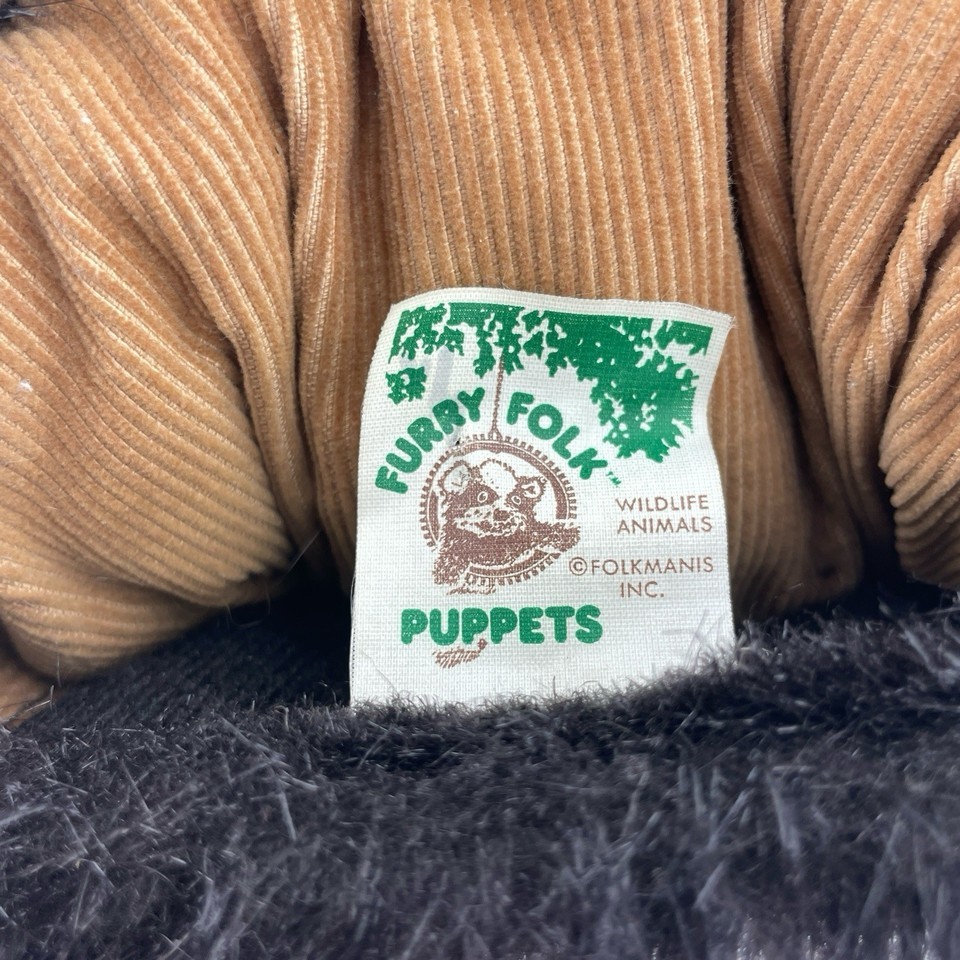 FURRY FOLK™
WILDLIFE
ANIMALS
©FOLKMANIS
INC.
PUPPETS